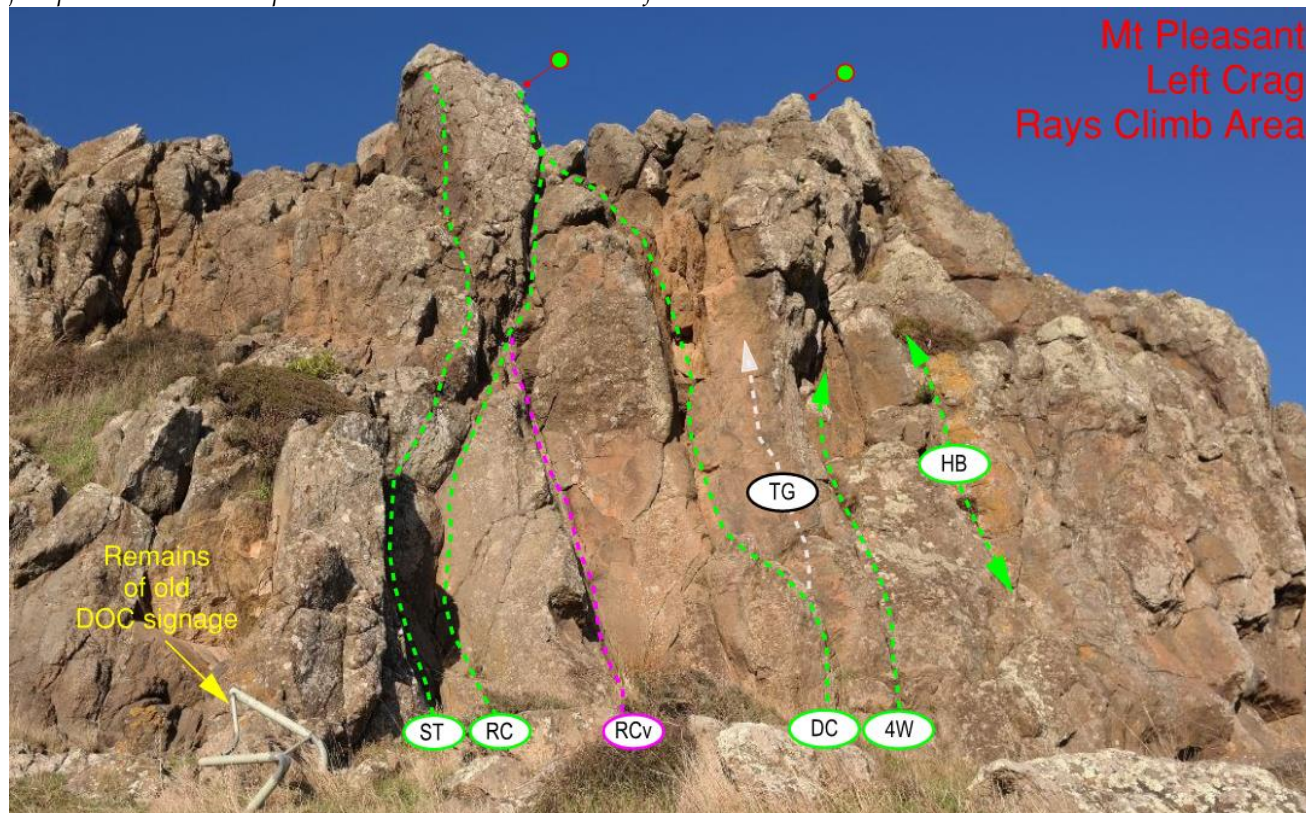 Mt Pleasant
Left Crag
Rays Climb Area
HB
TG
Remains
of old
DOC signage
ST
RC
RCv
DC
4W